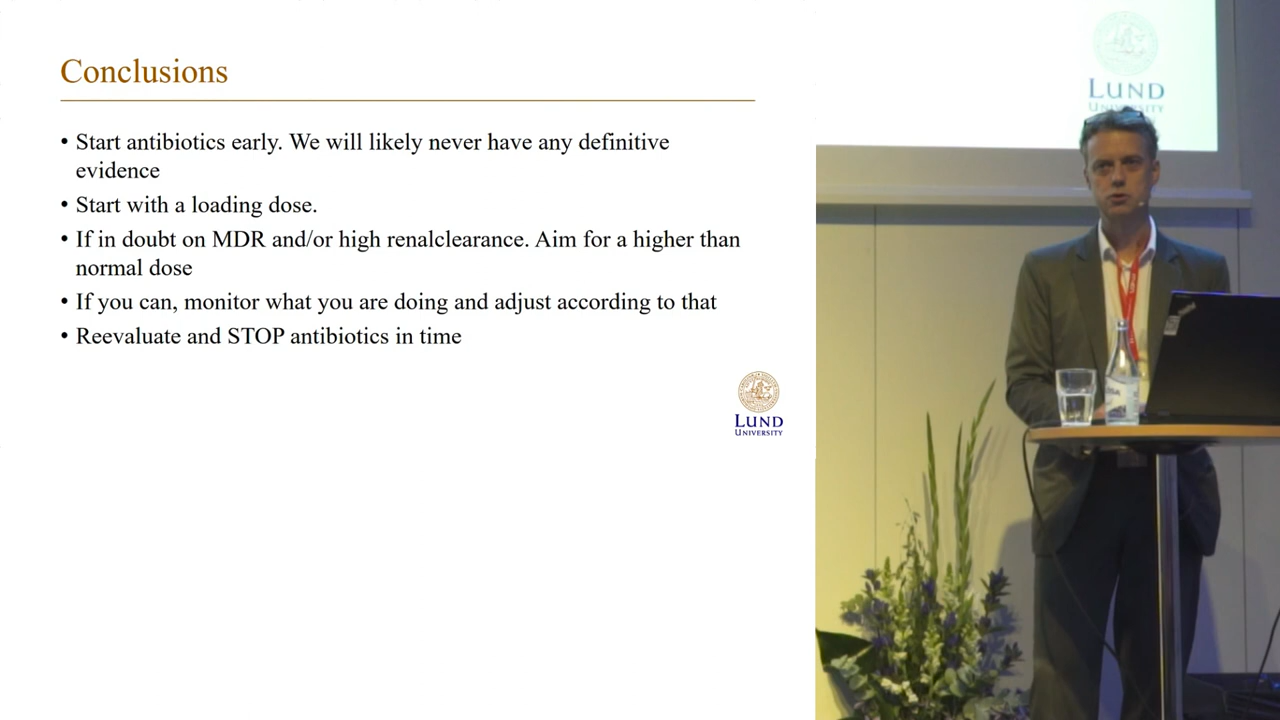 Conclusions
• Start antibiotics early. We will likely never have any definitive
evidence
• Start with a loading dose.
• If in doubt on MDR and/or high renalclearance. Aim for a higher than
normal dose
• If you can, monitor what you are doing and adjust according to that
• Reevaluate and STOP antibiotics in time
LUND
UNIVERSITY
LUND
UNIVERSITY